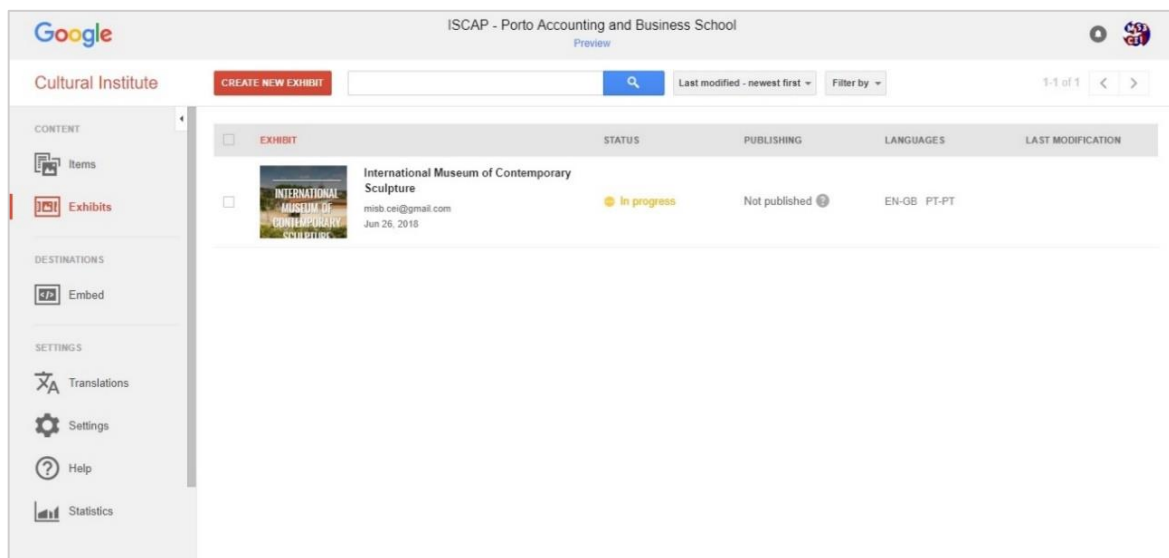 Google
ISCAP - Porto Accounting and Business School
Preview
Cultural Institute
CREATE NEW EXHIBIT
Last modified - newest first
Filter by
1-1 of 1
CONTENT
Items
Exhibits
DESTINATIONS
Embed
SETTINGS
Translations
Settings
Help
Statistics
EXHIBIT STATUS PUBLISHING LANGUAGES LAST MODIFICATION
INTERNATIONAL
MUSEUM OF
CONTEMPORARY
SCULPTURE
International Museum of Contemporary
Sculpture
misb.cei@gmail.com
Jun 26, 2018
In progress
Not published
EN-GB PT-PT